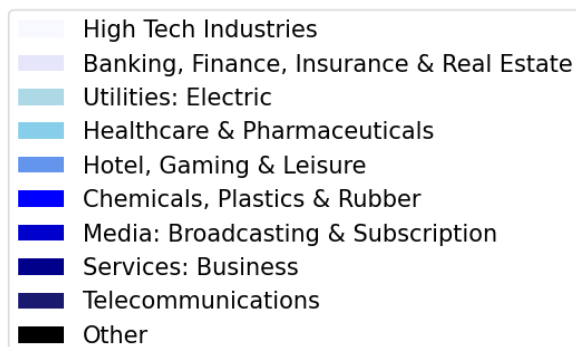 High Tech Industries
Banking, Finance, Insurance & Real Estate
Utilities: Electric
Healthcare & Pharmaceuticals
Hotel, Gaming & Leisure
Chemicals, Plastics & Rubber
Media: Broadcasting & Subscription
Services: Business
Telecommunications
Other